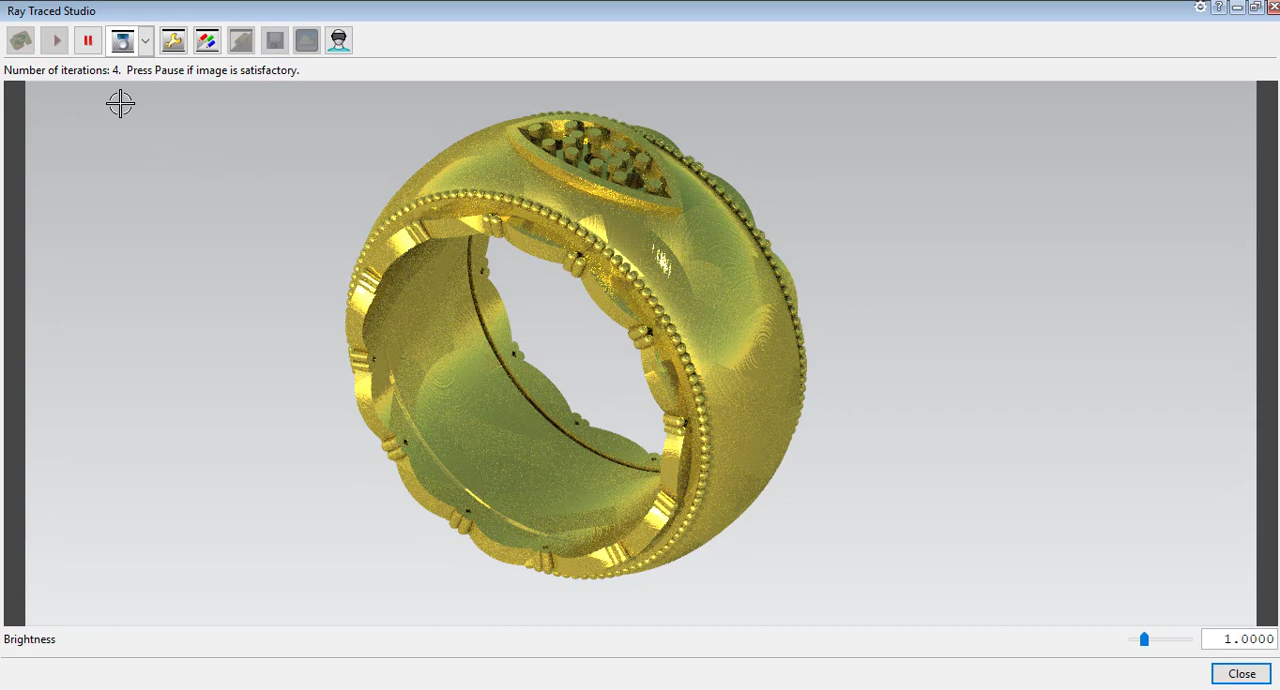 Ray Traced Studio
Number of iterations: 4. Press Pause if image is satisfactory.
Brightness
1.0000
Close